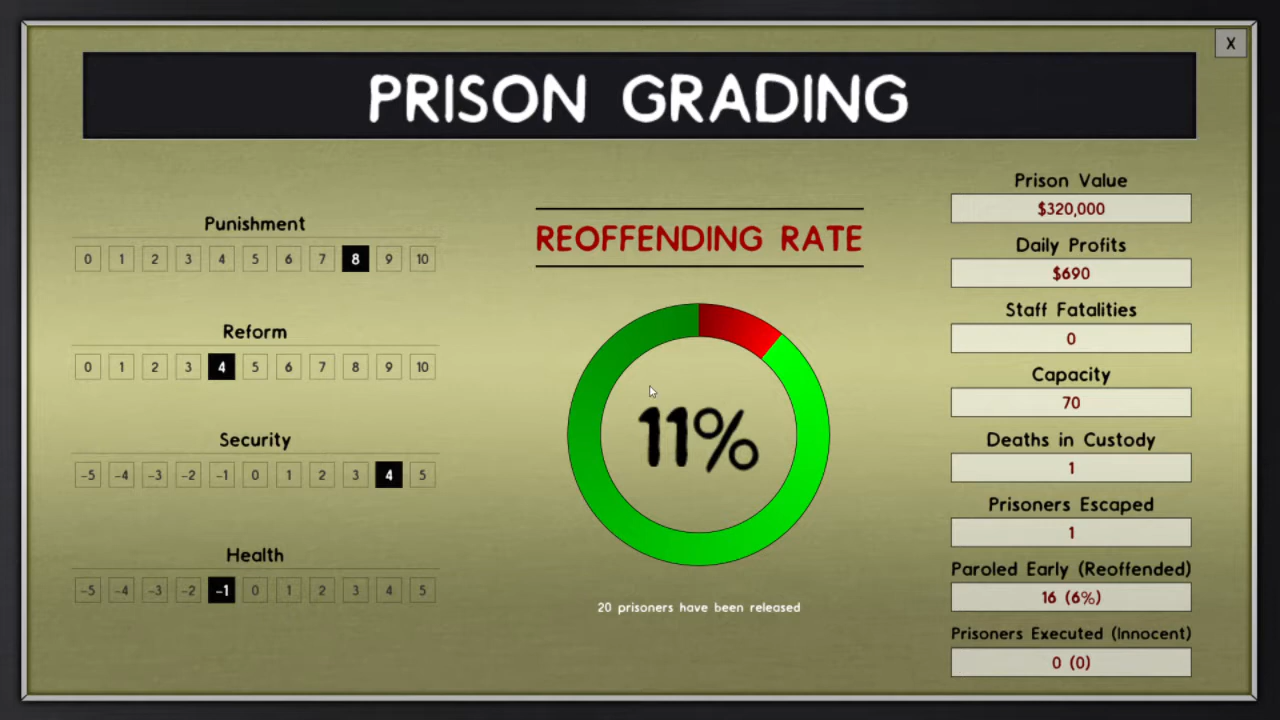 X
PRISON GRADING
Punishment
0 1 2 3 4 5 6 7 8 9 10
Reform
0 1 2 3 4 5 6 7 8 9 10
Security
-5 -4 -3 -2 -1 0 1 2 3 4 5
Health
-5 -4 -3 -2 -1 0 1 2 3 4 5
REOFFENDING RATE
11%
20 prisoners have been released
Prison Value
$320,000
Daily Profits
$690
Staff Fatalities
0
Capacity
70
Deaths in Custody
1
Prisoners Escaped
1
Paroled Early (Reoffended)
16 (6%)
Prisoners Executed (Innocent)
0 (0)